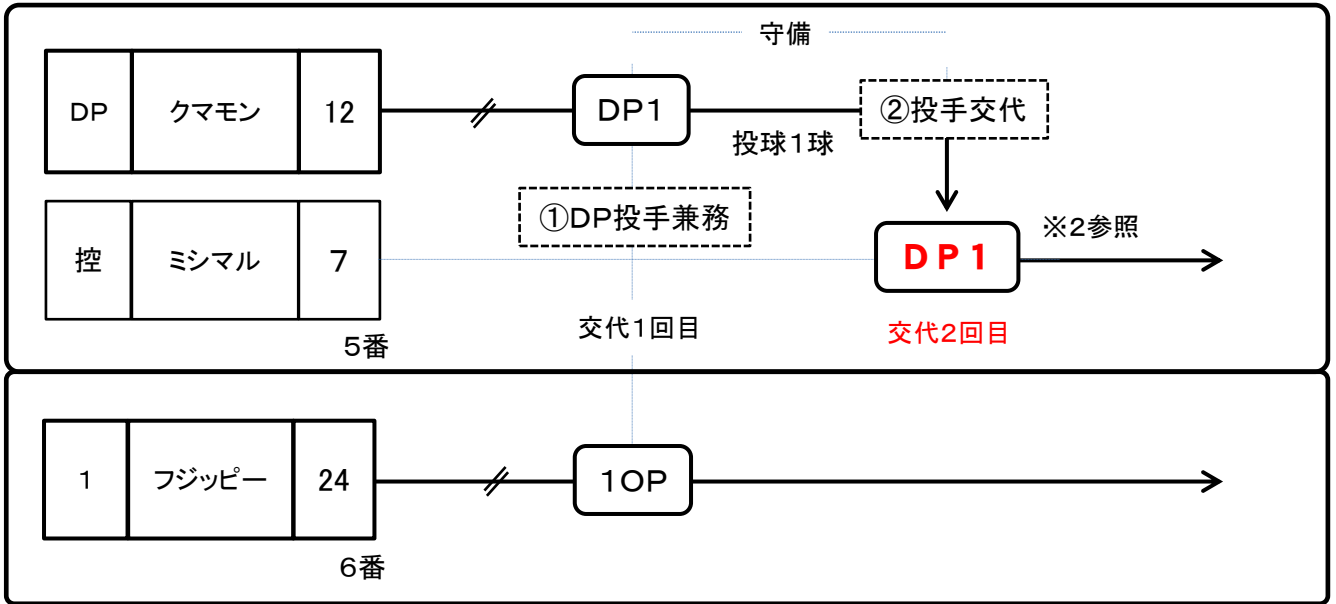 守備
DP
クマモン
12
DP1
投球1球
②投手交代
①DP投手兼務
控
ミシマル
7
DP1
※2参照
5番
交代1回目
交代2回目
1
フジッピー
24
1OP
6番